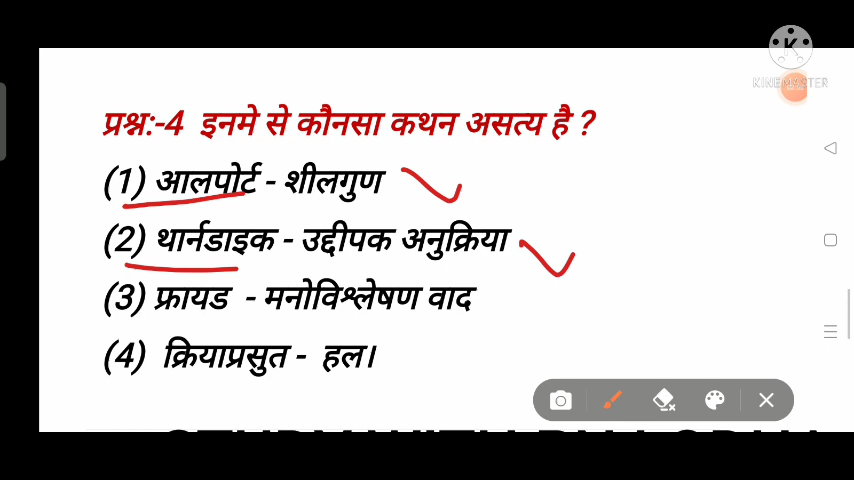 K
KINEMASTER
प्रश्न:-4 इनमे से कौनसा कथन असत्य है ?
(1) आलपोर्ट - शीलगुण
(2) थार्नडाइक - उद्दीपक अनुक्रिया
(3) फ्रायड - मनोविश्लेषण वाद
(4) क्रियाप्रसुत - हल।